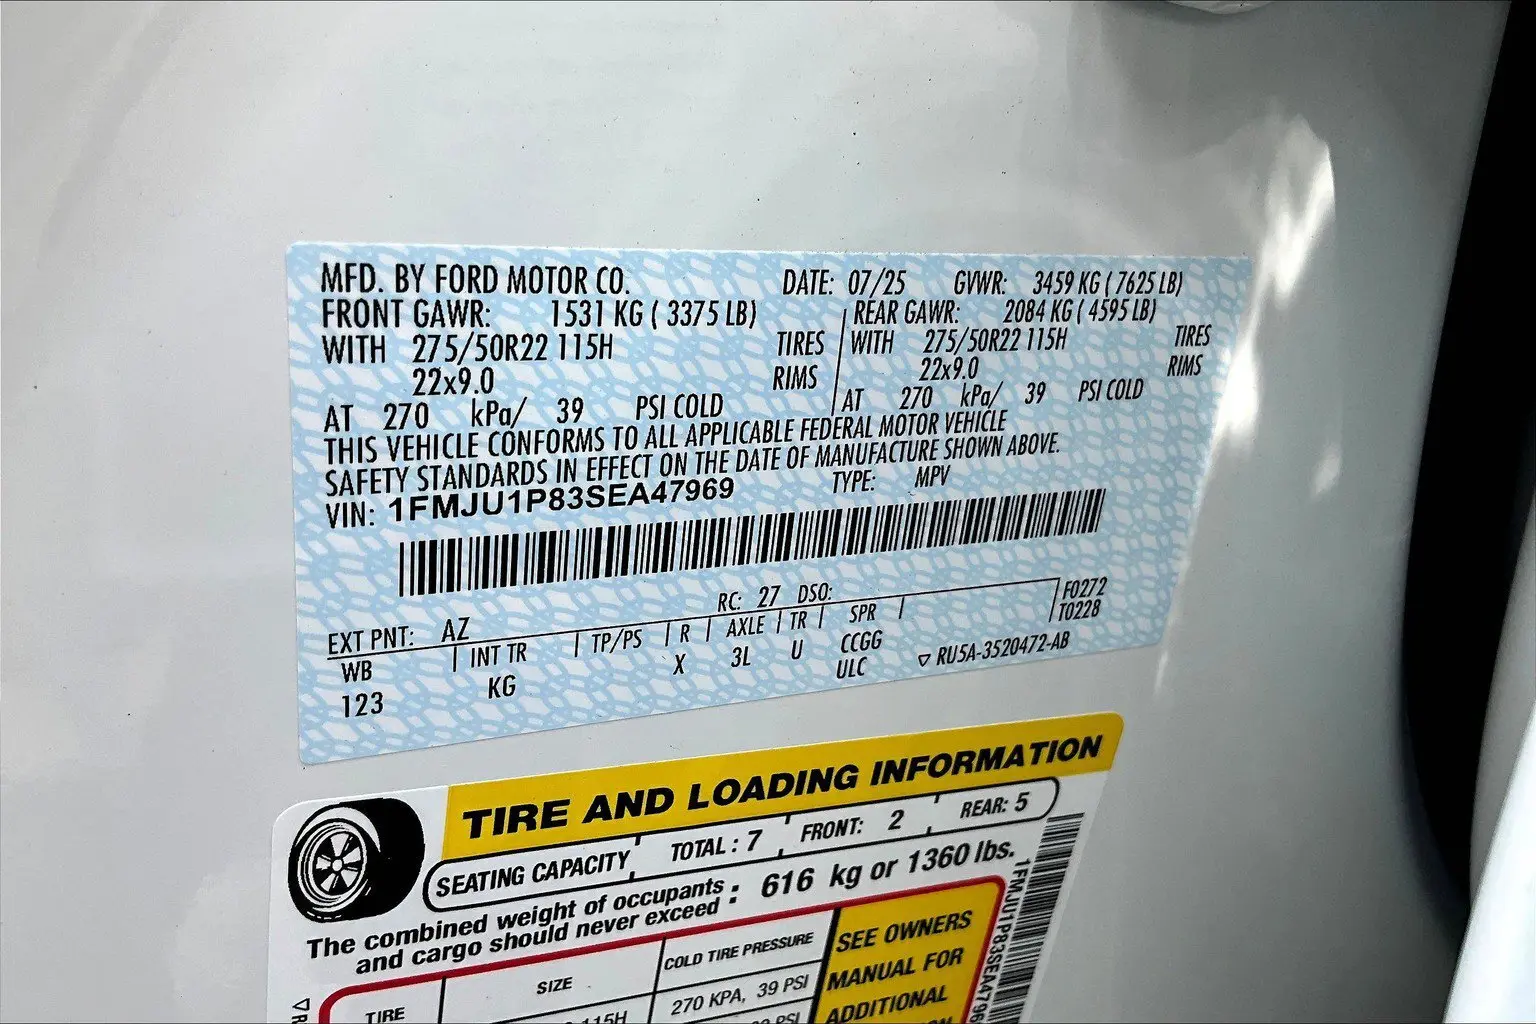 MFD. BY FORD MOTOR CO. DATE: 07/25 GVWR: 3459 KG ( 7625 LB)
FRONT GAWR: 1531 KG ( 3375 LB) REAR GAWR: 2084 KG ( 4595 LB)
WITH 275/50R22 115H TIRES WITH 275/50R22 115H TIRES
22x9.0 RIMS 22x9.0 RIMS
AT 270 kPa/ 39 PSI COLD AT 270 kPa/ 39 PSI COLD
THIS VEHICLE CONFORMS TO ALL APPLICABLE FEDERAL MOTOR VEHICLE
SAFETY STANDARDS IN EFFECT ON THE DATE OF MANUFACTURE SHOWN ABOVE.
VIN: 1FMJU1P83SEA47969 TYPE: MPV
EXT PNT: AZ RC: 27 DSO: F0272
WB INT TR TP/PS R AXLE TR SPR T0228
123 KG X 3L U CCGG
ULC ▽ RU5A-3520472-AB
TIRE AND LOADING INFORMATION
SEATING CAPACITY TOTAL : 7 FRONT: 2 REAR: 5
The combined weight of occupants
and cargo should never exceed : 616 kg or 1360 lbs.
TIRE SIZE COLD TIRE PRESSURE SEE OWNERS
MANUAL FOR
ADDITIONAL
115H 270 KPA, 39 PSI
PSI
1FMJU1P83SEA4796